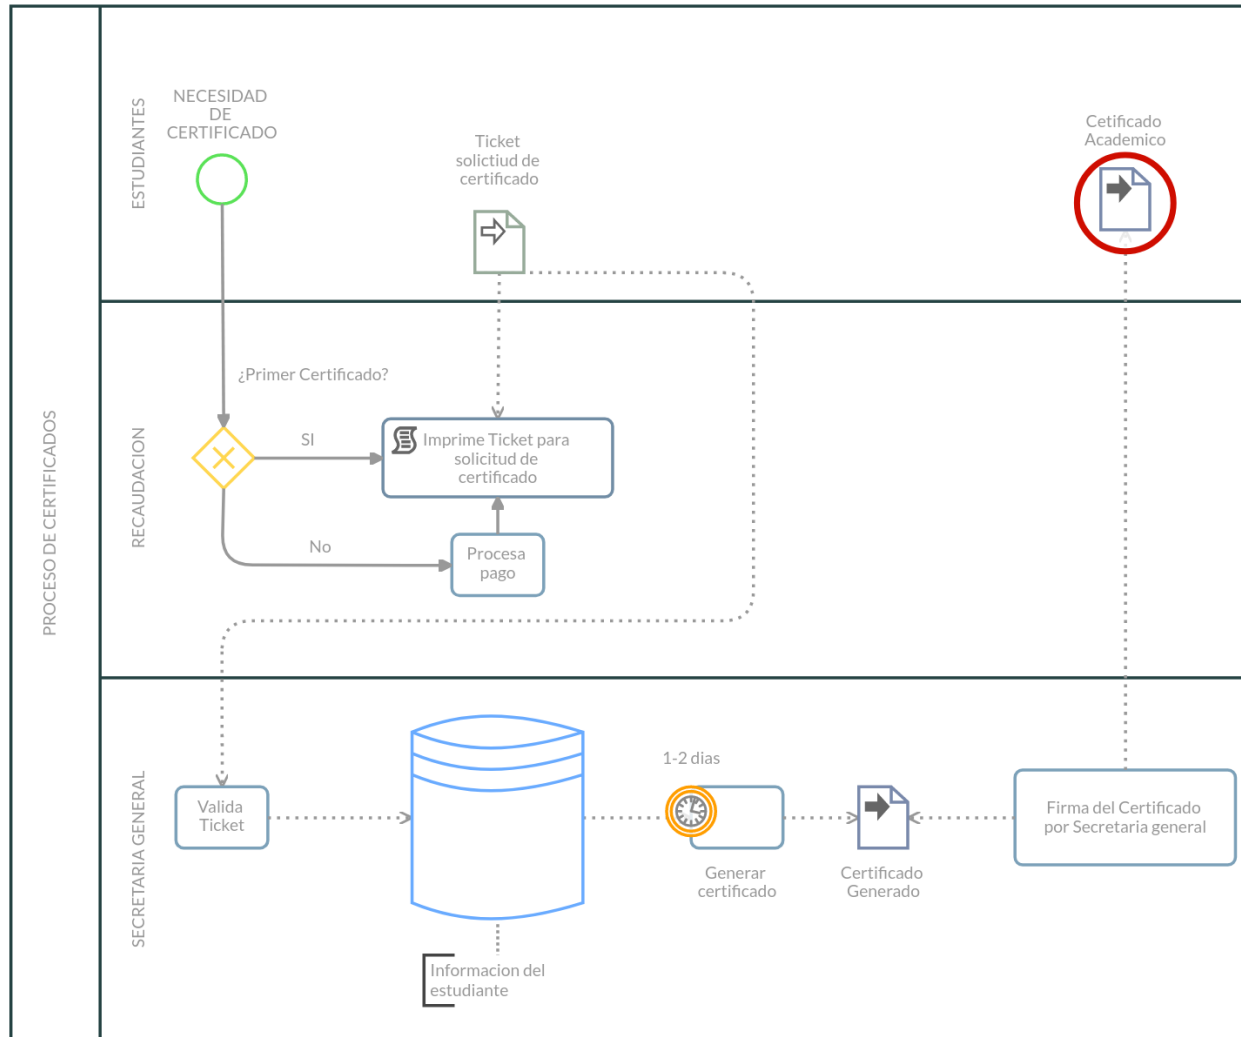 PROCESO DE CERTIFICADOS
ESTUDIANTES
NECESIDAD
DE
CERTIFICADO
Ticket
solictiud de
certificado
Cetificado
Academico
RECAUDACION
¿Primer Certificado?
SI
Imprime Ticket para
solicitud de
certificado
No
Procesa
pago
SECRETARIA GENERAL
Valida
Ticket
1-2 dias
Generar
certificado
Certificado
Generado
Firma del Certificado
por Secretaria general
Informacion del
estudiante